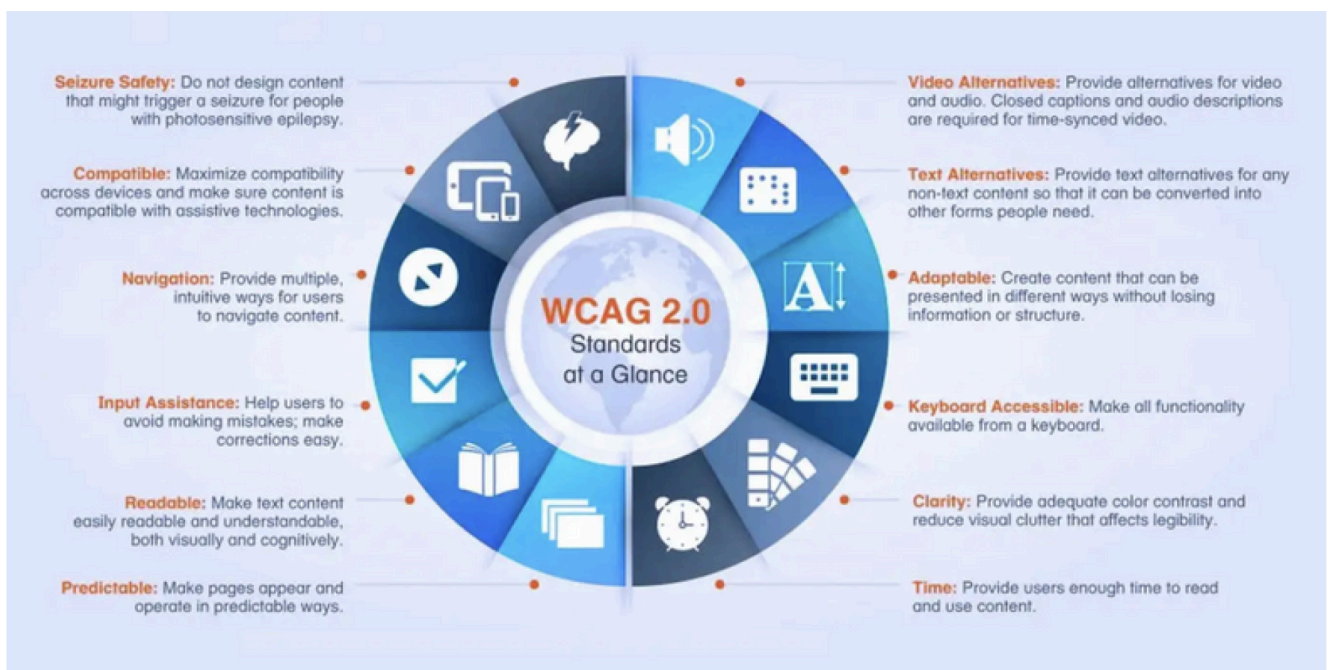 Seizure Safety: Do not design content
that might trigger a seizure for people
with photosensitive epilepsy.
Compatible: Maximize compatibility
across devices and make sure content is
compatible with assistive technologies.
Navigation: Provide multiple,
intuitive ways for users
to navigate content.
Input Assistance: Help users to
avoid making mistakes; make
corrections easy.
Readable: Make text content
easily readable and understandable,
both visually and cognitively.
Predictable: Make pages appear and
operate in predictable ways.
A
WCAG 2.0
Standards
at a Glance
Video Alternatives: Provide alternatives for video
and audio. Closed captions and audio descriptions
are required for time-synced video.
Text Alternatives: Provide text alternatives for any
non-text content so that it can be converted into
other forms people need.
Adaptable: Create content that can be
presented in different ways without losing
information or structure.
Keyboard Accessible: Make all functionality
available from a keyboard.
Clarity: Provide adequate color contrast and
reduce visual clutter that affects legibility.
Time: Provide users enough time to read
and use content.